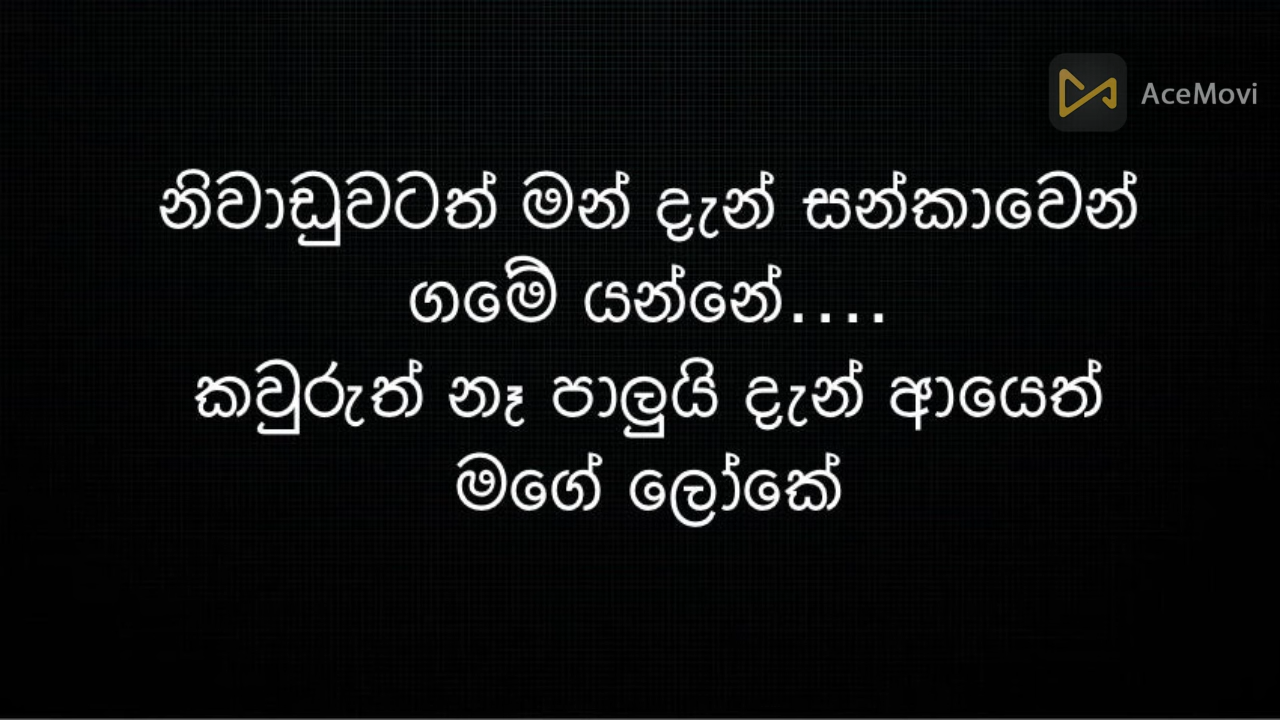 AceMovi
නිවාඩුවටත් මන් දැන් සන්කාවෙන්
ගමේ යන්නේ....
කවුරුත් නෑ පාලුයි දැන් ආයෙත්
මගේ ලෝකේ